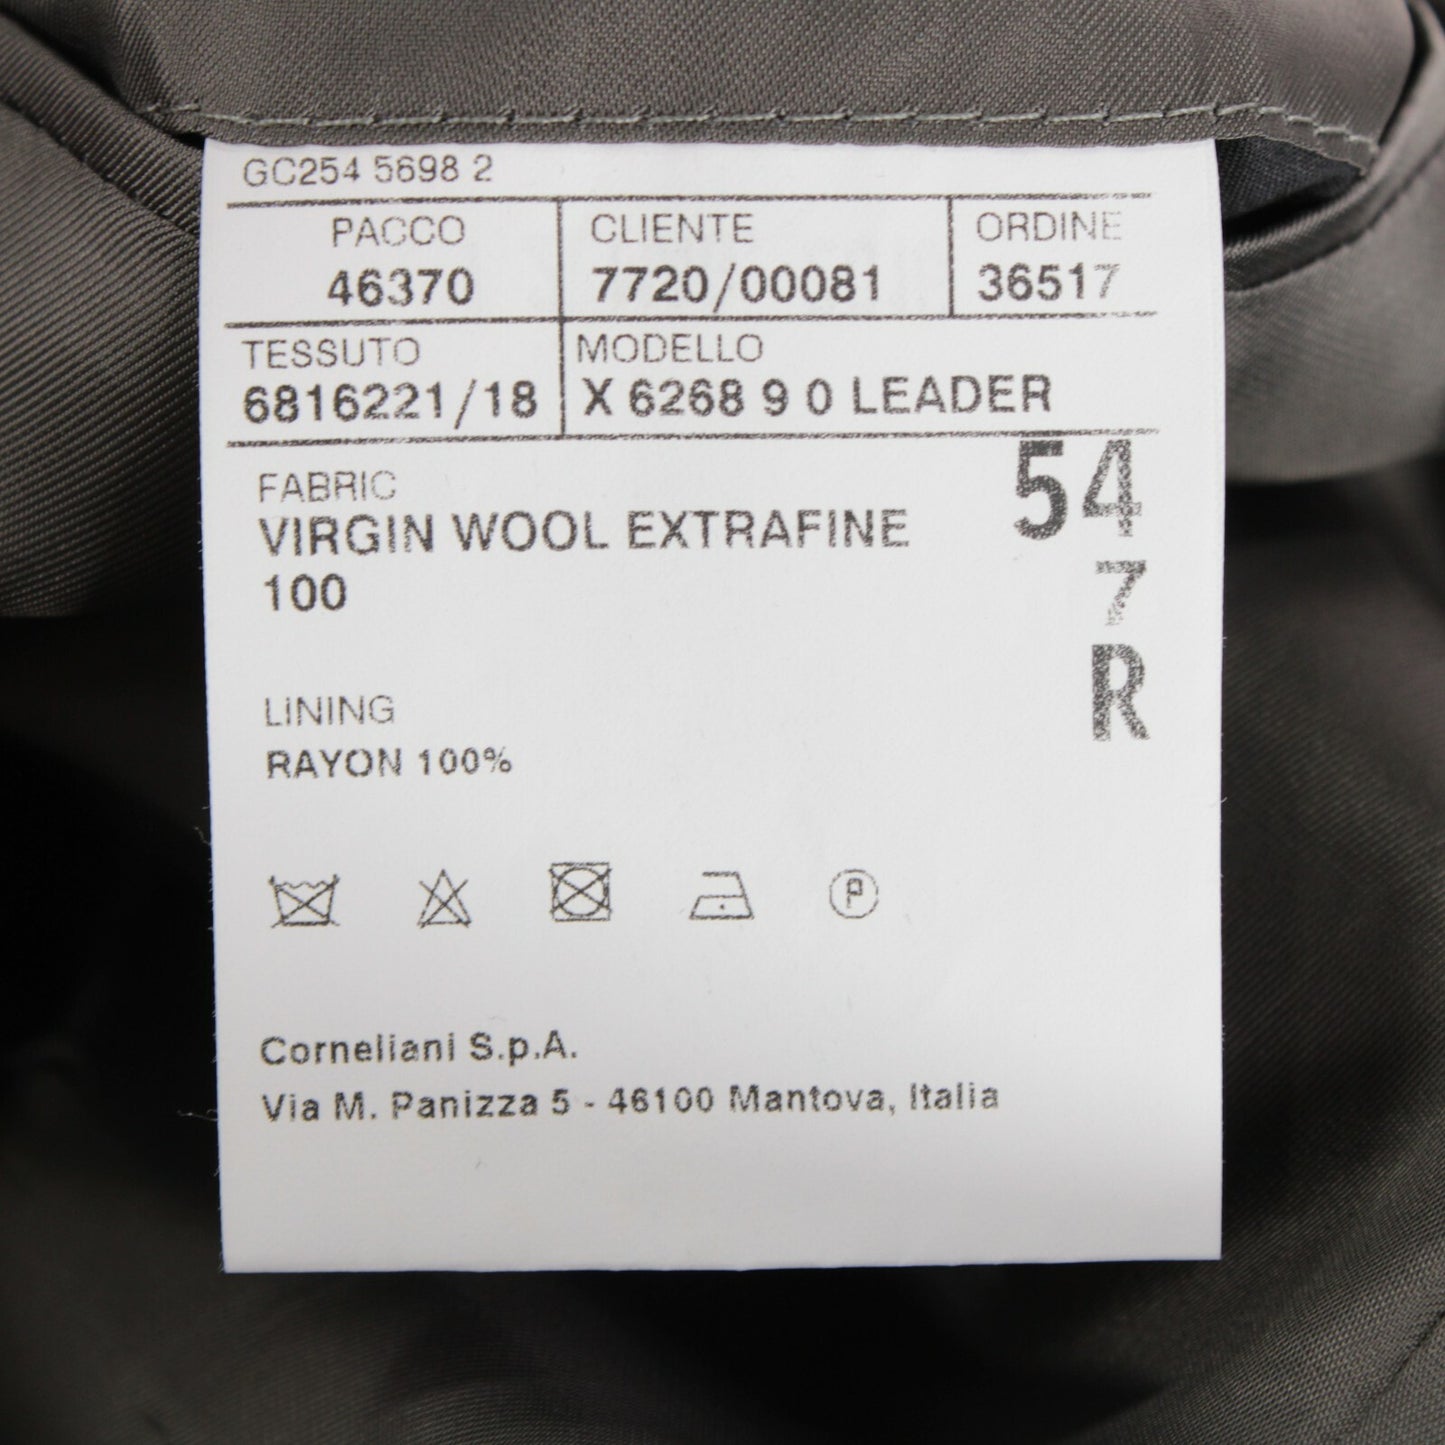 GC254 5698 2
PACCO CLIENTE ORDINE
46370 7720/00081 36517
TESSUTO MODELLO
6816221/18 X 6268 9 0 LEADER
54
7
R
FABRIC
VIRGIN WOOL EXTRAFINE
100
LINING
RAYON 100%
P
Corneliani S.p.A.
Via M. Panizza 5 - 46100 Mantova, Italia